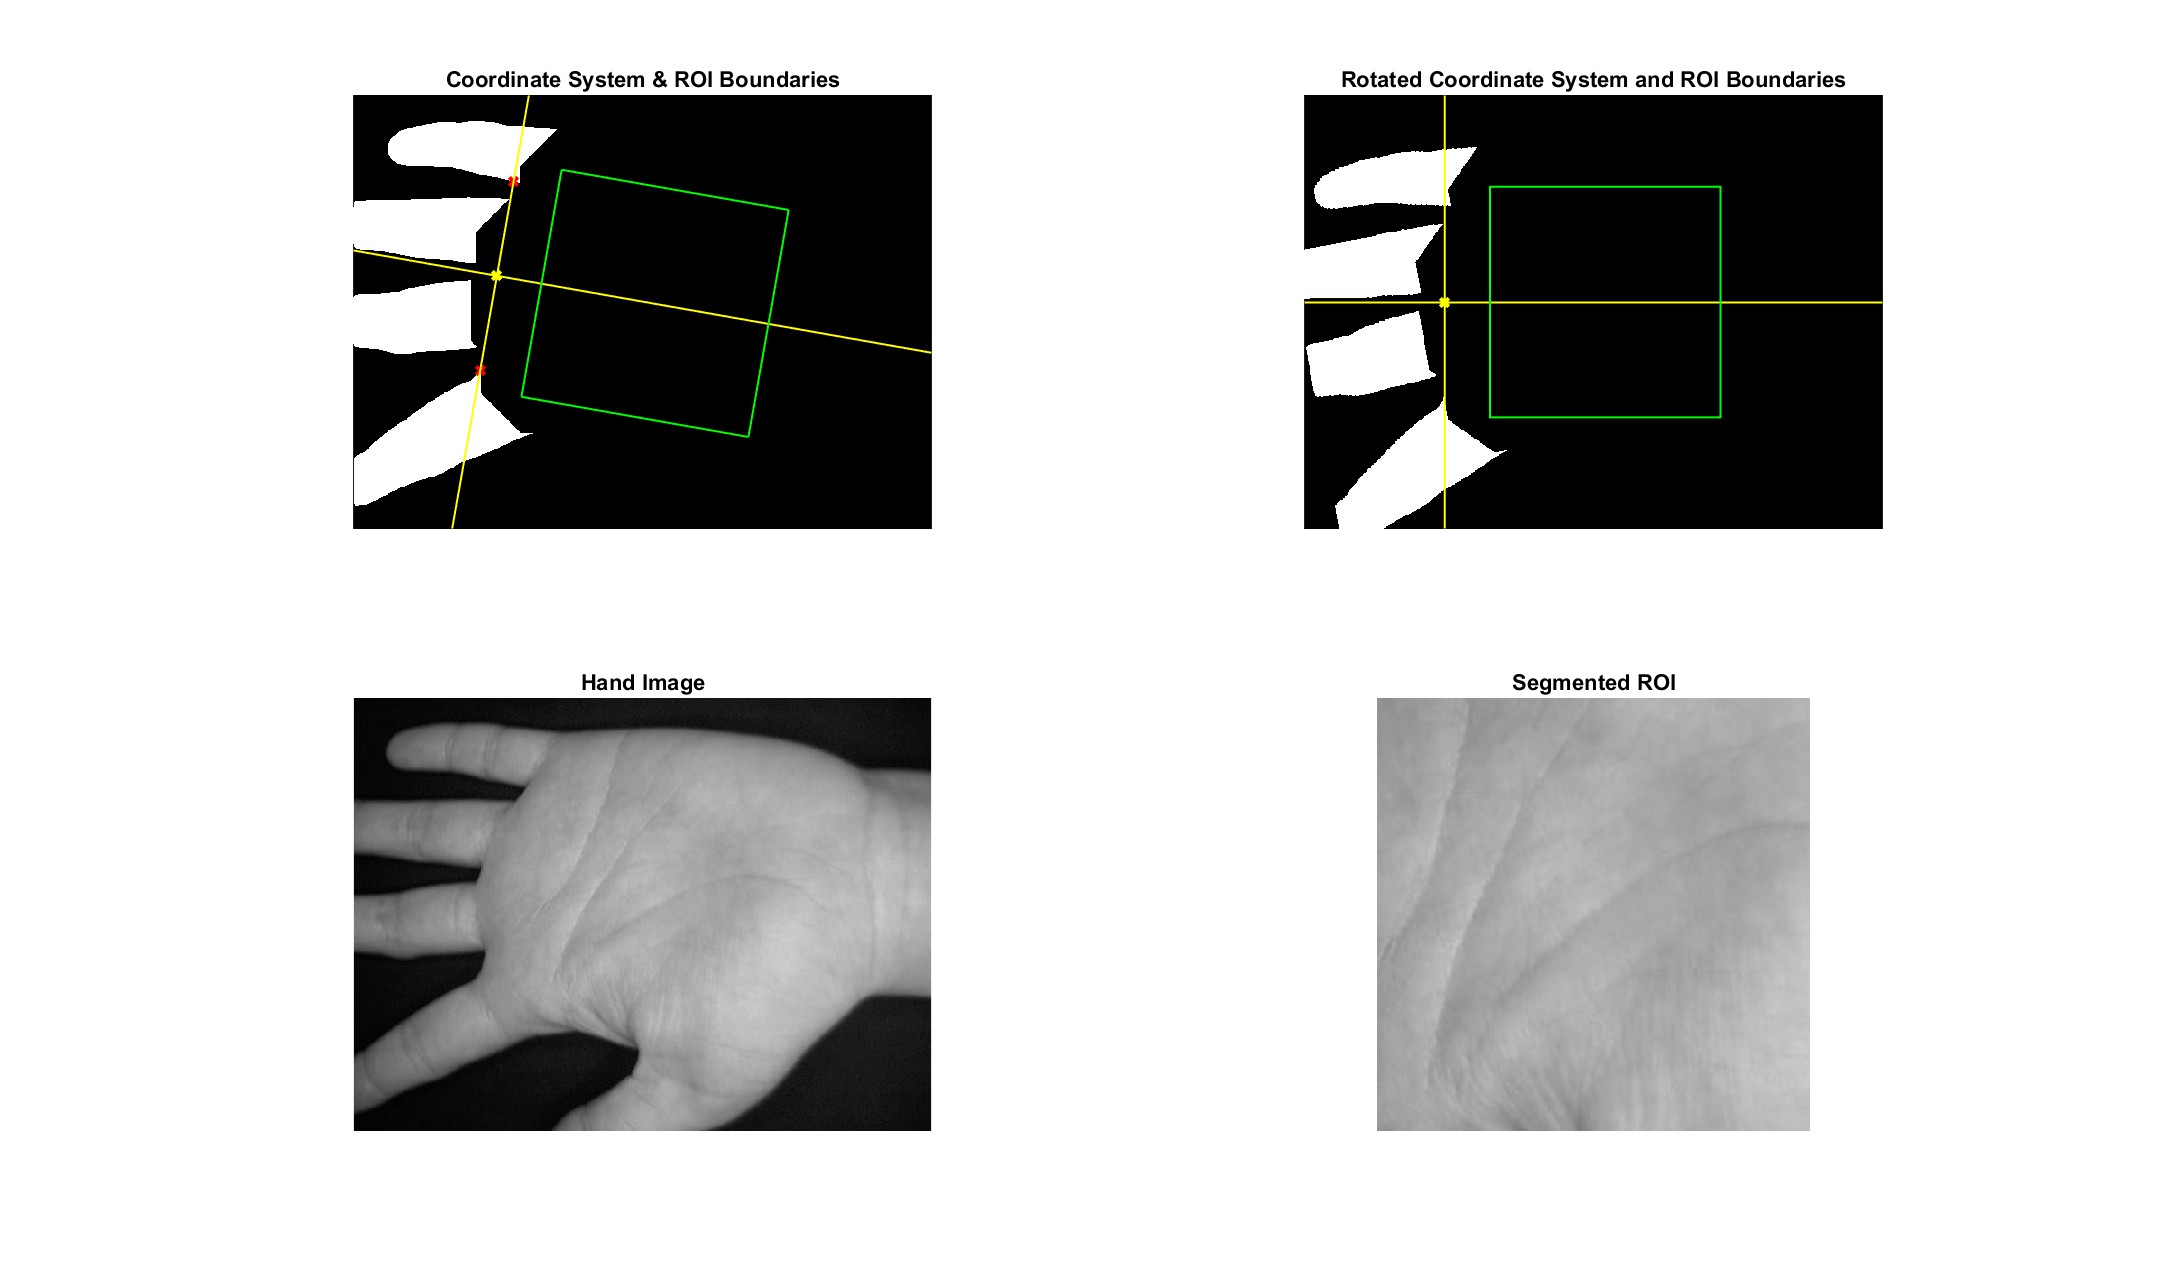 Coordinate System & ROI Boundaries
Rotated Coordinate System and ROI Boundaries
Hand Image
Segmented ROI